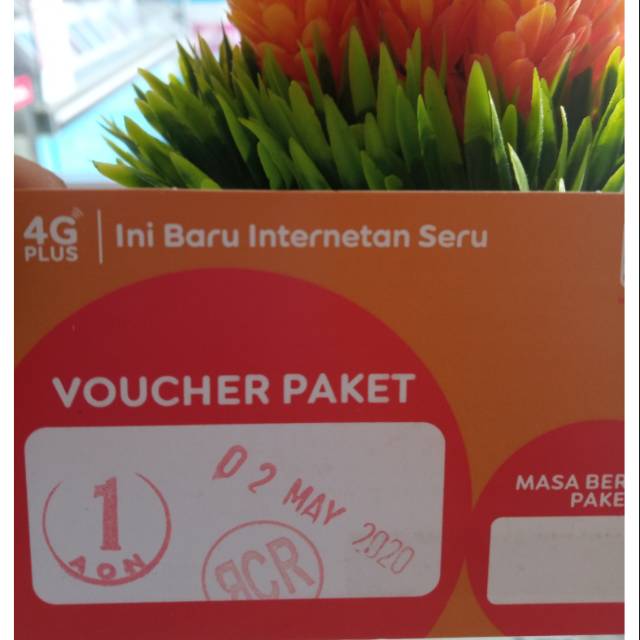 4G
PLUS
Ini Baru Internetan Seru
VOUCHER PAKET
1
AON
02 MAY 2020
RCR
MASA BER
PAKE